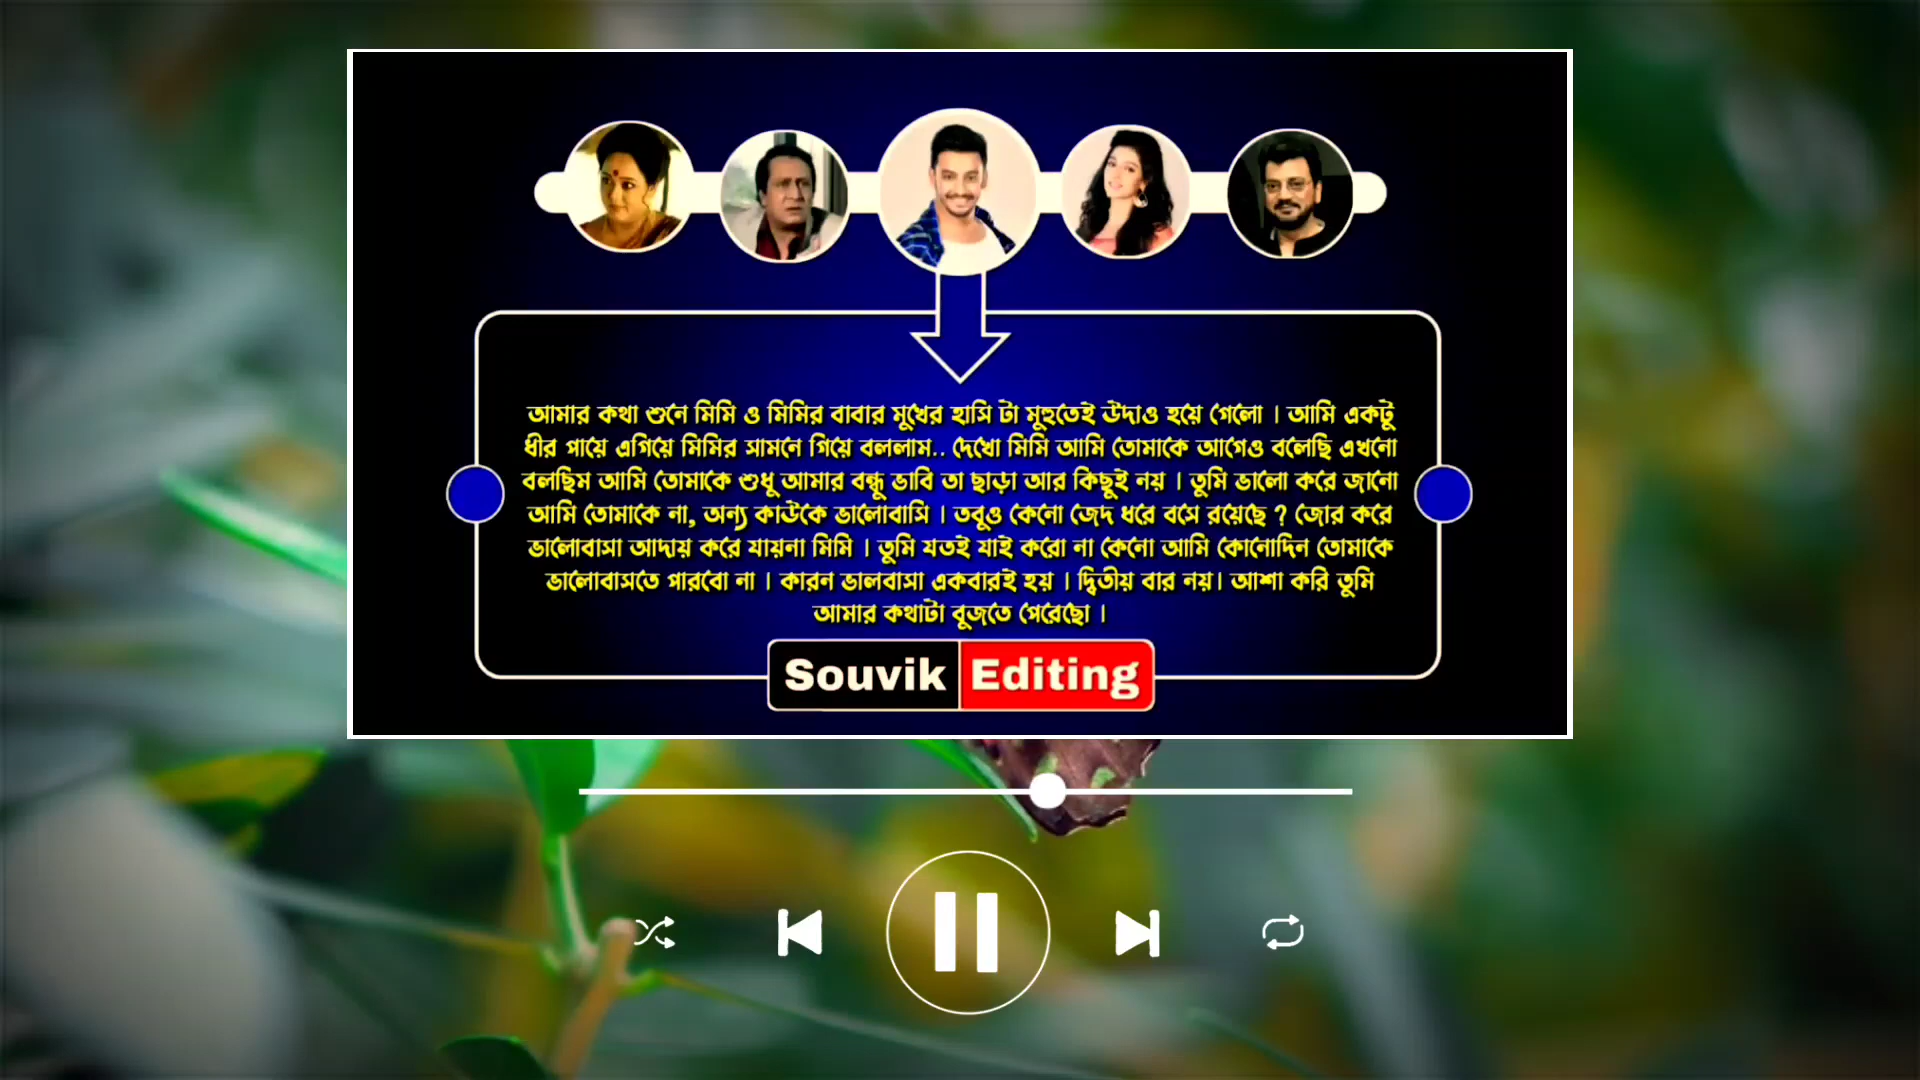 আমার কথা শুনে মিমি ও মিমির বাবার মুখের হাসি টা মুহুতেই উদাও হয়ে গেলো । আমি একটু
ধীর পায়ে এগিয়ে মিমির সামনে গিয়ে বললাম.. দেখো মিমি আমি তোমাকে আগেও বলেছি এখনো
বলছিম আমি তোমাকে শুধু আমার বন্ধু ভাবি তা ছাড়া আর কিছুই নয় । তুমি ভালো করে জানো
আমি তোমাকে না, অন্য কাউকে ভালোবাসি । তবুও কেনো জেদ ধরে বসে রয়েছে ? জোর করে
ভালোবাসা আদায় করে যায়না মিমি । তুমি যতই যাই করো না কেনো আমি কোনোদিন তোমাকে
ভালোবাসতে পারবো না । কারন ভালবাসা একবারই হয় । দ্বিতীয় বার নয়। আশা করি তুমি
আমার কথাটা বুজতে পেরেছো ।
Souvik Editing